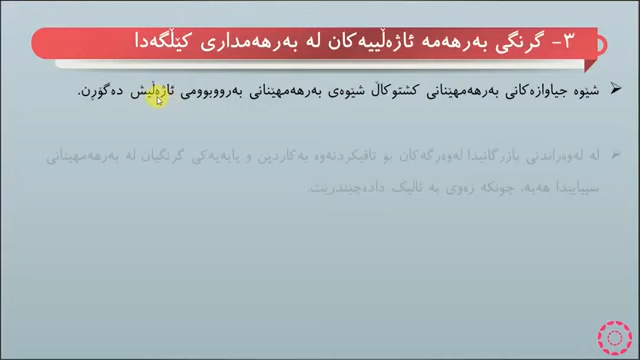 ٣- گرنگی بەرهەمە ئاژەڵییەکان لە بەرهەمداری کێڵگەدا
شێوە جیاوازەکانی بەرهەمهێنانی کشتوکاڵ شێوەی بەرهەمهێنانی بەرووبوومی ئاژەڵیش دەگۆڕن.
لە لەوەڕاندنی بازرگانیدا لەوەڕگەکان بۆ تاقیکردنەوە بەکاردێن و پایەیەکی گرنگیان لە بەرهەمهێنانی
سپیاییدا هەیە. چونکە زەوی بە ئالیک دادەچێندرێت.